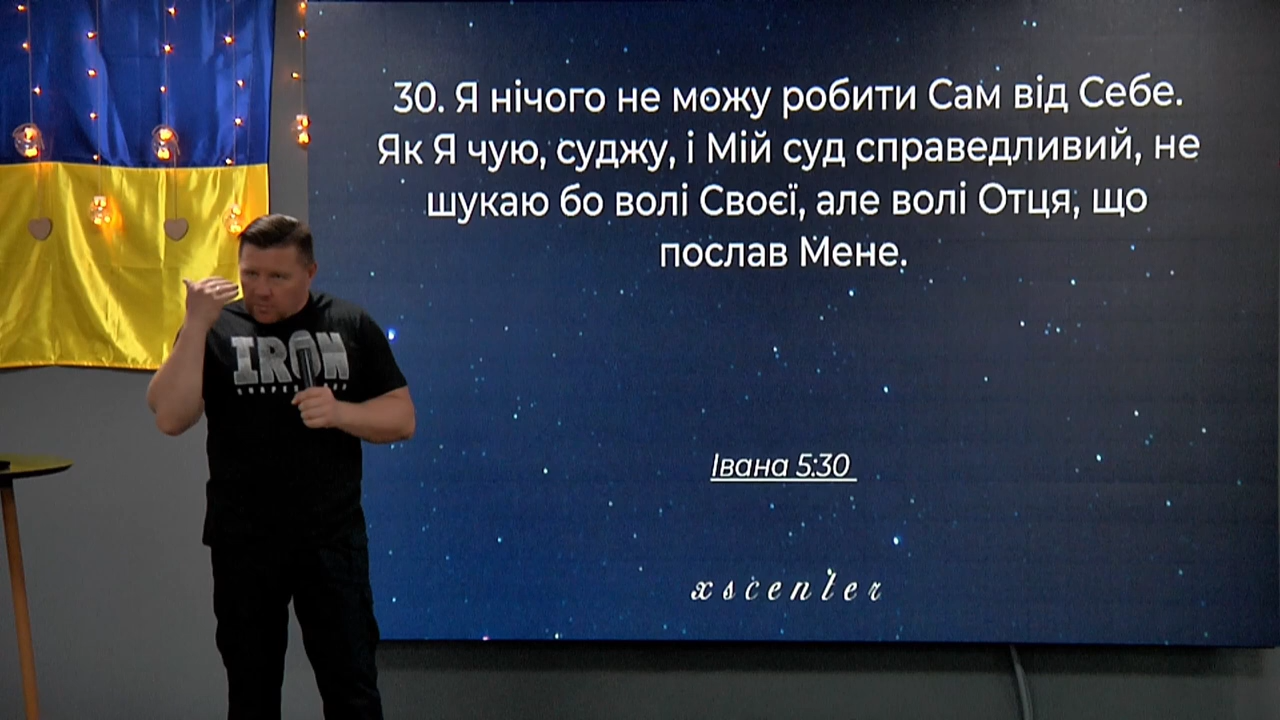 30. Я нічого не можу робити Сам від Себе.
Як Я чую, суджу, і Мій суд справедливий, не
шукаю бо волі Своєї, але волі Отця, що
послав Мене.
Івана 5:30
xscenter
IRON